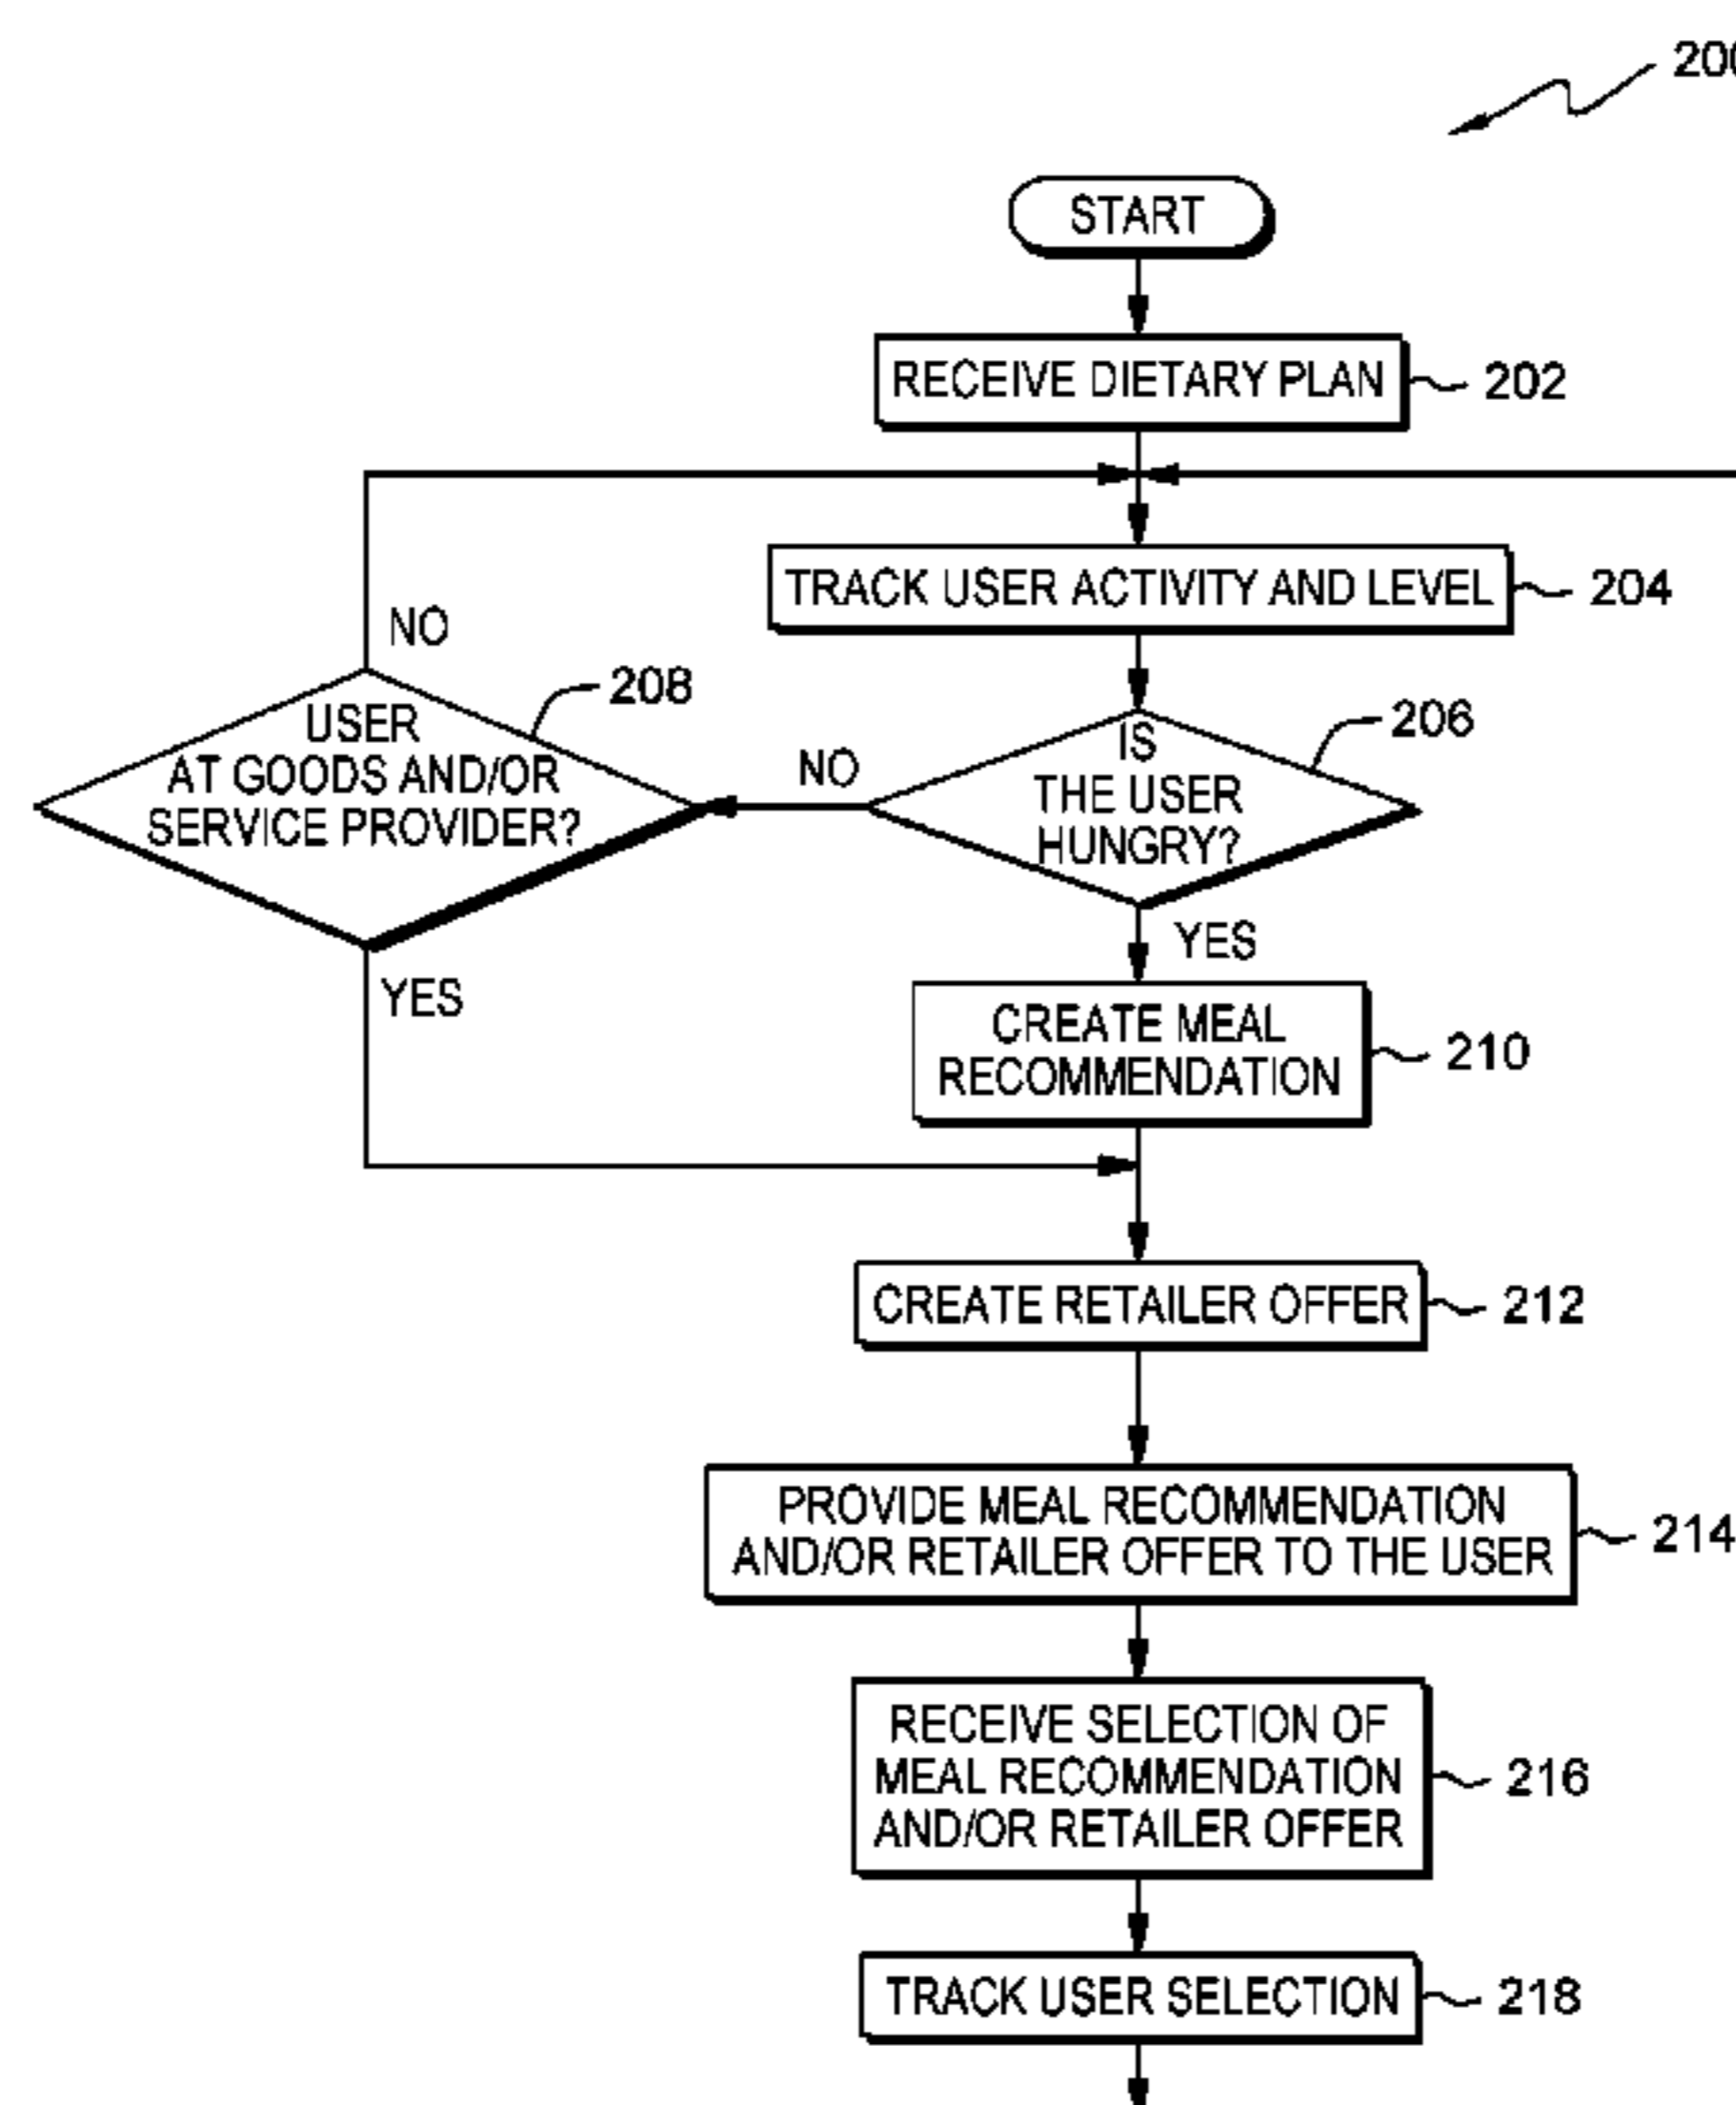 200
START
RECEIVE DIETARY PLAN
202
TRACK USER ACTIVITY AND LEVEL
204
NO
208
USER
AT GOODS AND/OR
SERVICE PROVIDER?
YES
NO
206
IS
THE USER
HUNGRY?
YES
CREATE MEAL
RECOMMENDATION
210
CREATE RETAILER OFFER
212
PROVIDE MEAL RECOMMENDATION
AND/OR RETAILER OFFER TO THE USER
214
RECEIVE SELECTION OF
MEAL RECOMMENDATION
AND/OR RETAILER OFFER
216
TRACK USER SELECTION
218